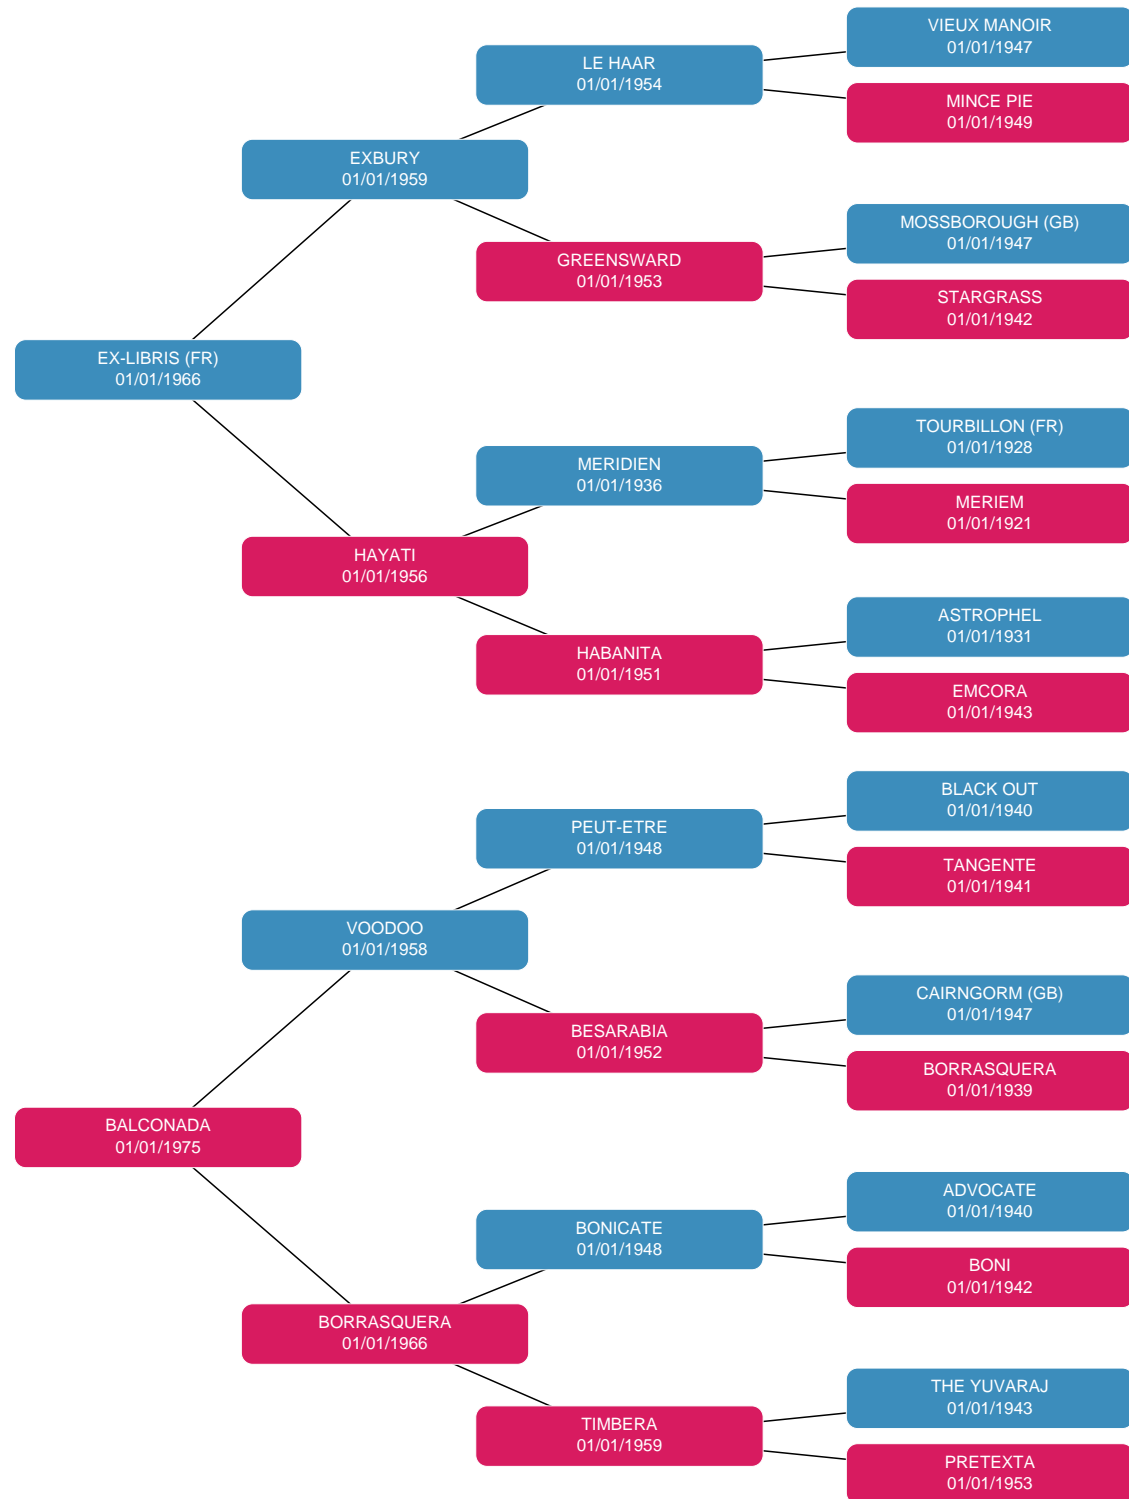 VIEUX MANOIR
01/01/1947
LE HAAR
01/01/1954
MINCE PIE
01/01/1949
EXBURY
01/01/1959
MOSSBOROUGH (GB)
01/01/1947
GREENSWARD
01/01/1953
STARGRASS
01/01/1942
EX-LIBRIS (FR)
01/01/1966
TOURBILLON (FR)
01/01/1928
MERIDIEN
01/01/1936
MERIEM
01/01/1921
HAYATI
01/01/1956
ASTROPHEL
01/01/1931
HABANITA
01/01/1951
EMCORA
01/01/1943
BLACK OUT
01/01/1940
PEUT-ETRE
01/01/1948
TANGENTE
01/01/1941
VOODOO
01/01/1958
CAIRNGORM (GB)
01/01/1947
BESARABIA
01/01/1952
BORRASQUERA
01/01/1939
BALCONADA
01/01/1975
ADVOCATE
01/01/1940
BONICATE
01/01/1948
BONI
01/01/1942
BORRASQUERA
01/01/1966
THE YUVARAJ
01/01/1943
TIMBERA
01/01/1959
PRETEXTA
01/01/1953